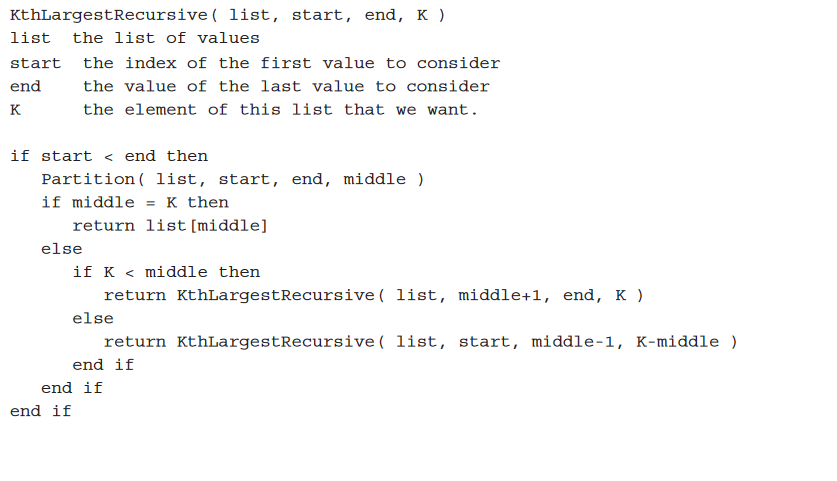 KthLargestRecursive( list, start, end, K )
list  the list of values
start  the index of the first value to consider
end    the value of the last value to consider
K      the element of this list that we want.

if start < end then
   Partition( list, start, end, middle )
   if middle = K then
      return list[middle]
   else
      if K < middle then
         return KthLargestRecursive( list, middle+1, end, K )
      else
         return KthLargestRecursive( list, start, middle-1, K-middle )
      end if
   end if
end if